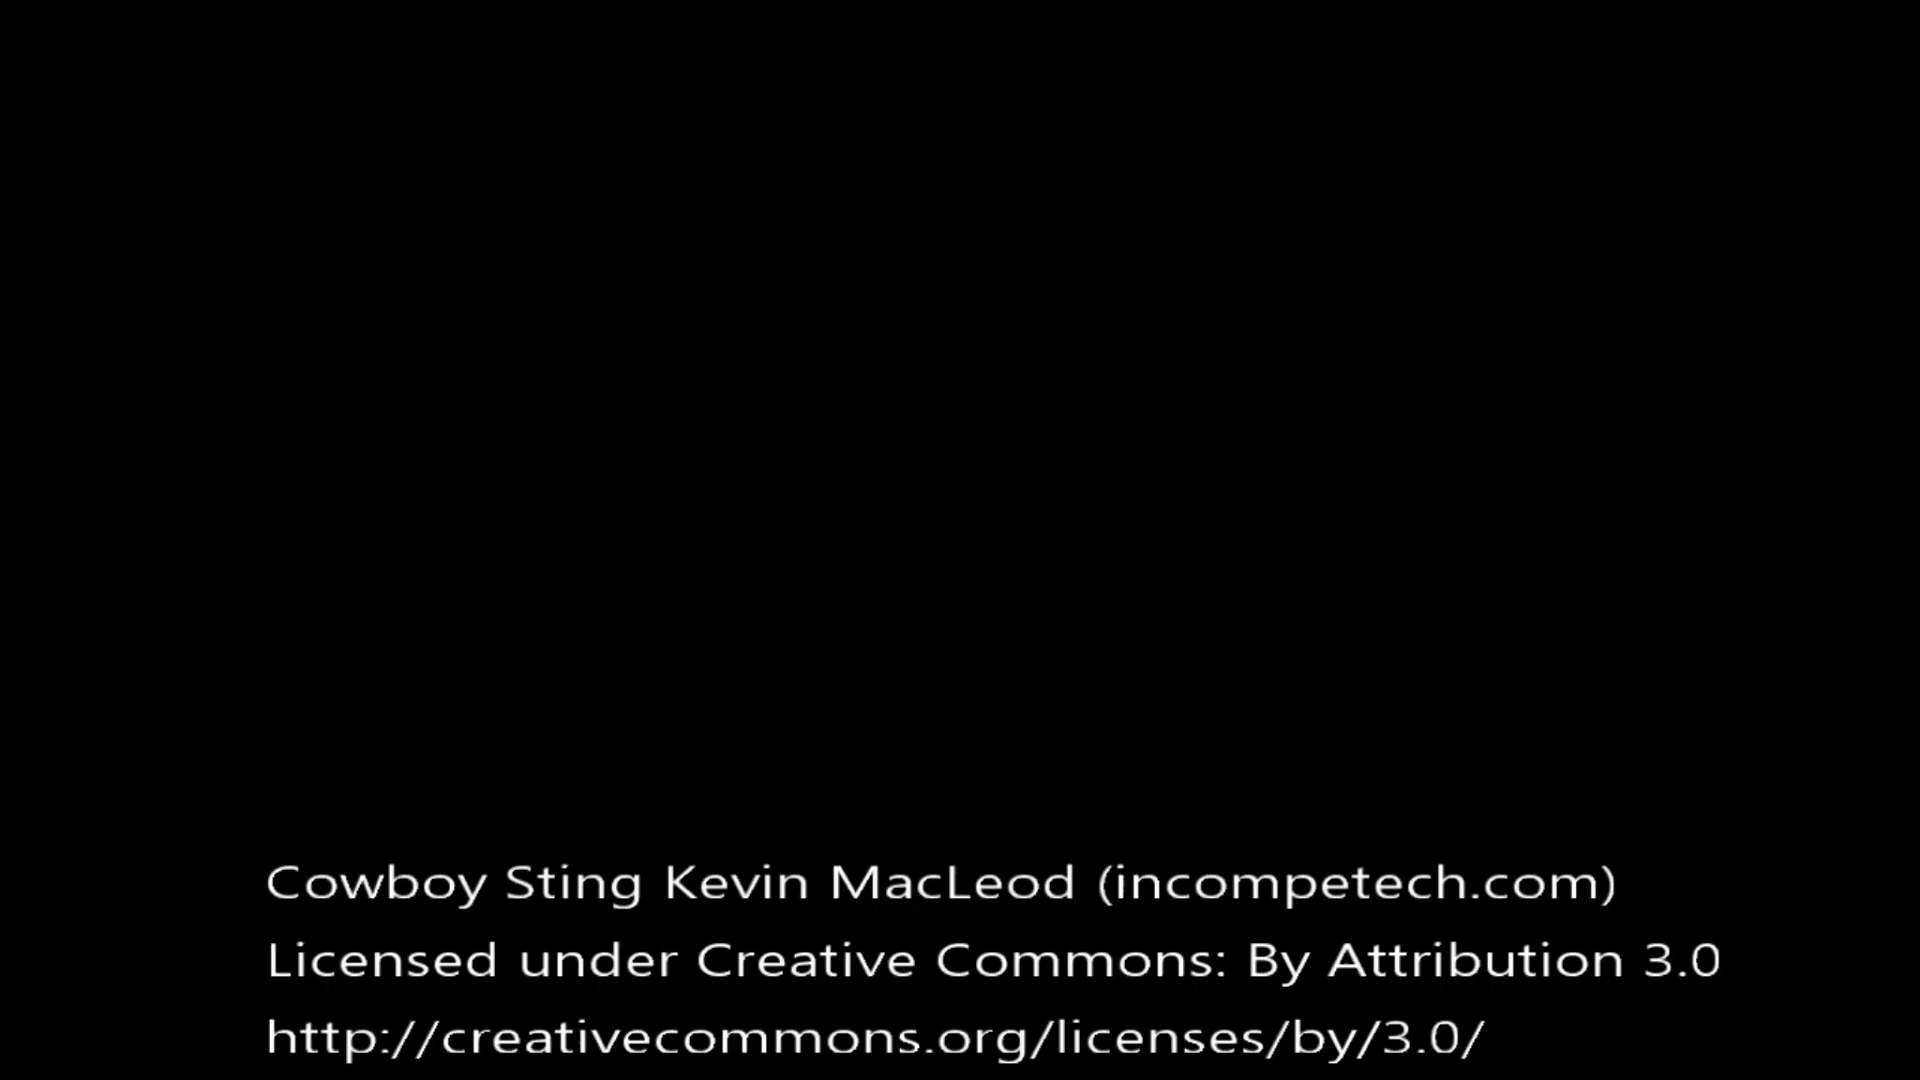 Cowboy Sting Kevin MacLeod (incompetech.com)
Licensed under Creative Commons: By Attribution 3.0
http://creativecommons.org/licenses/by/3.0/